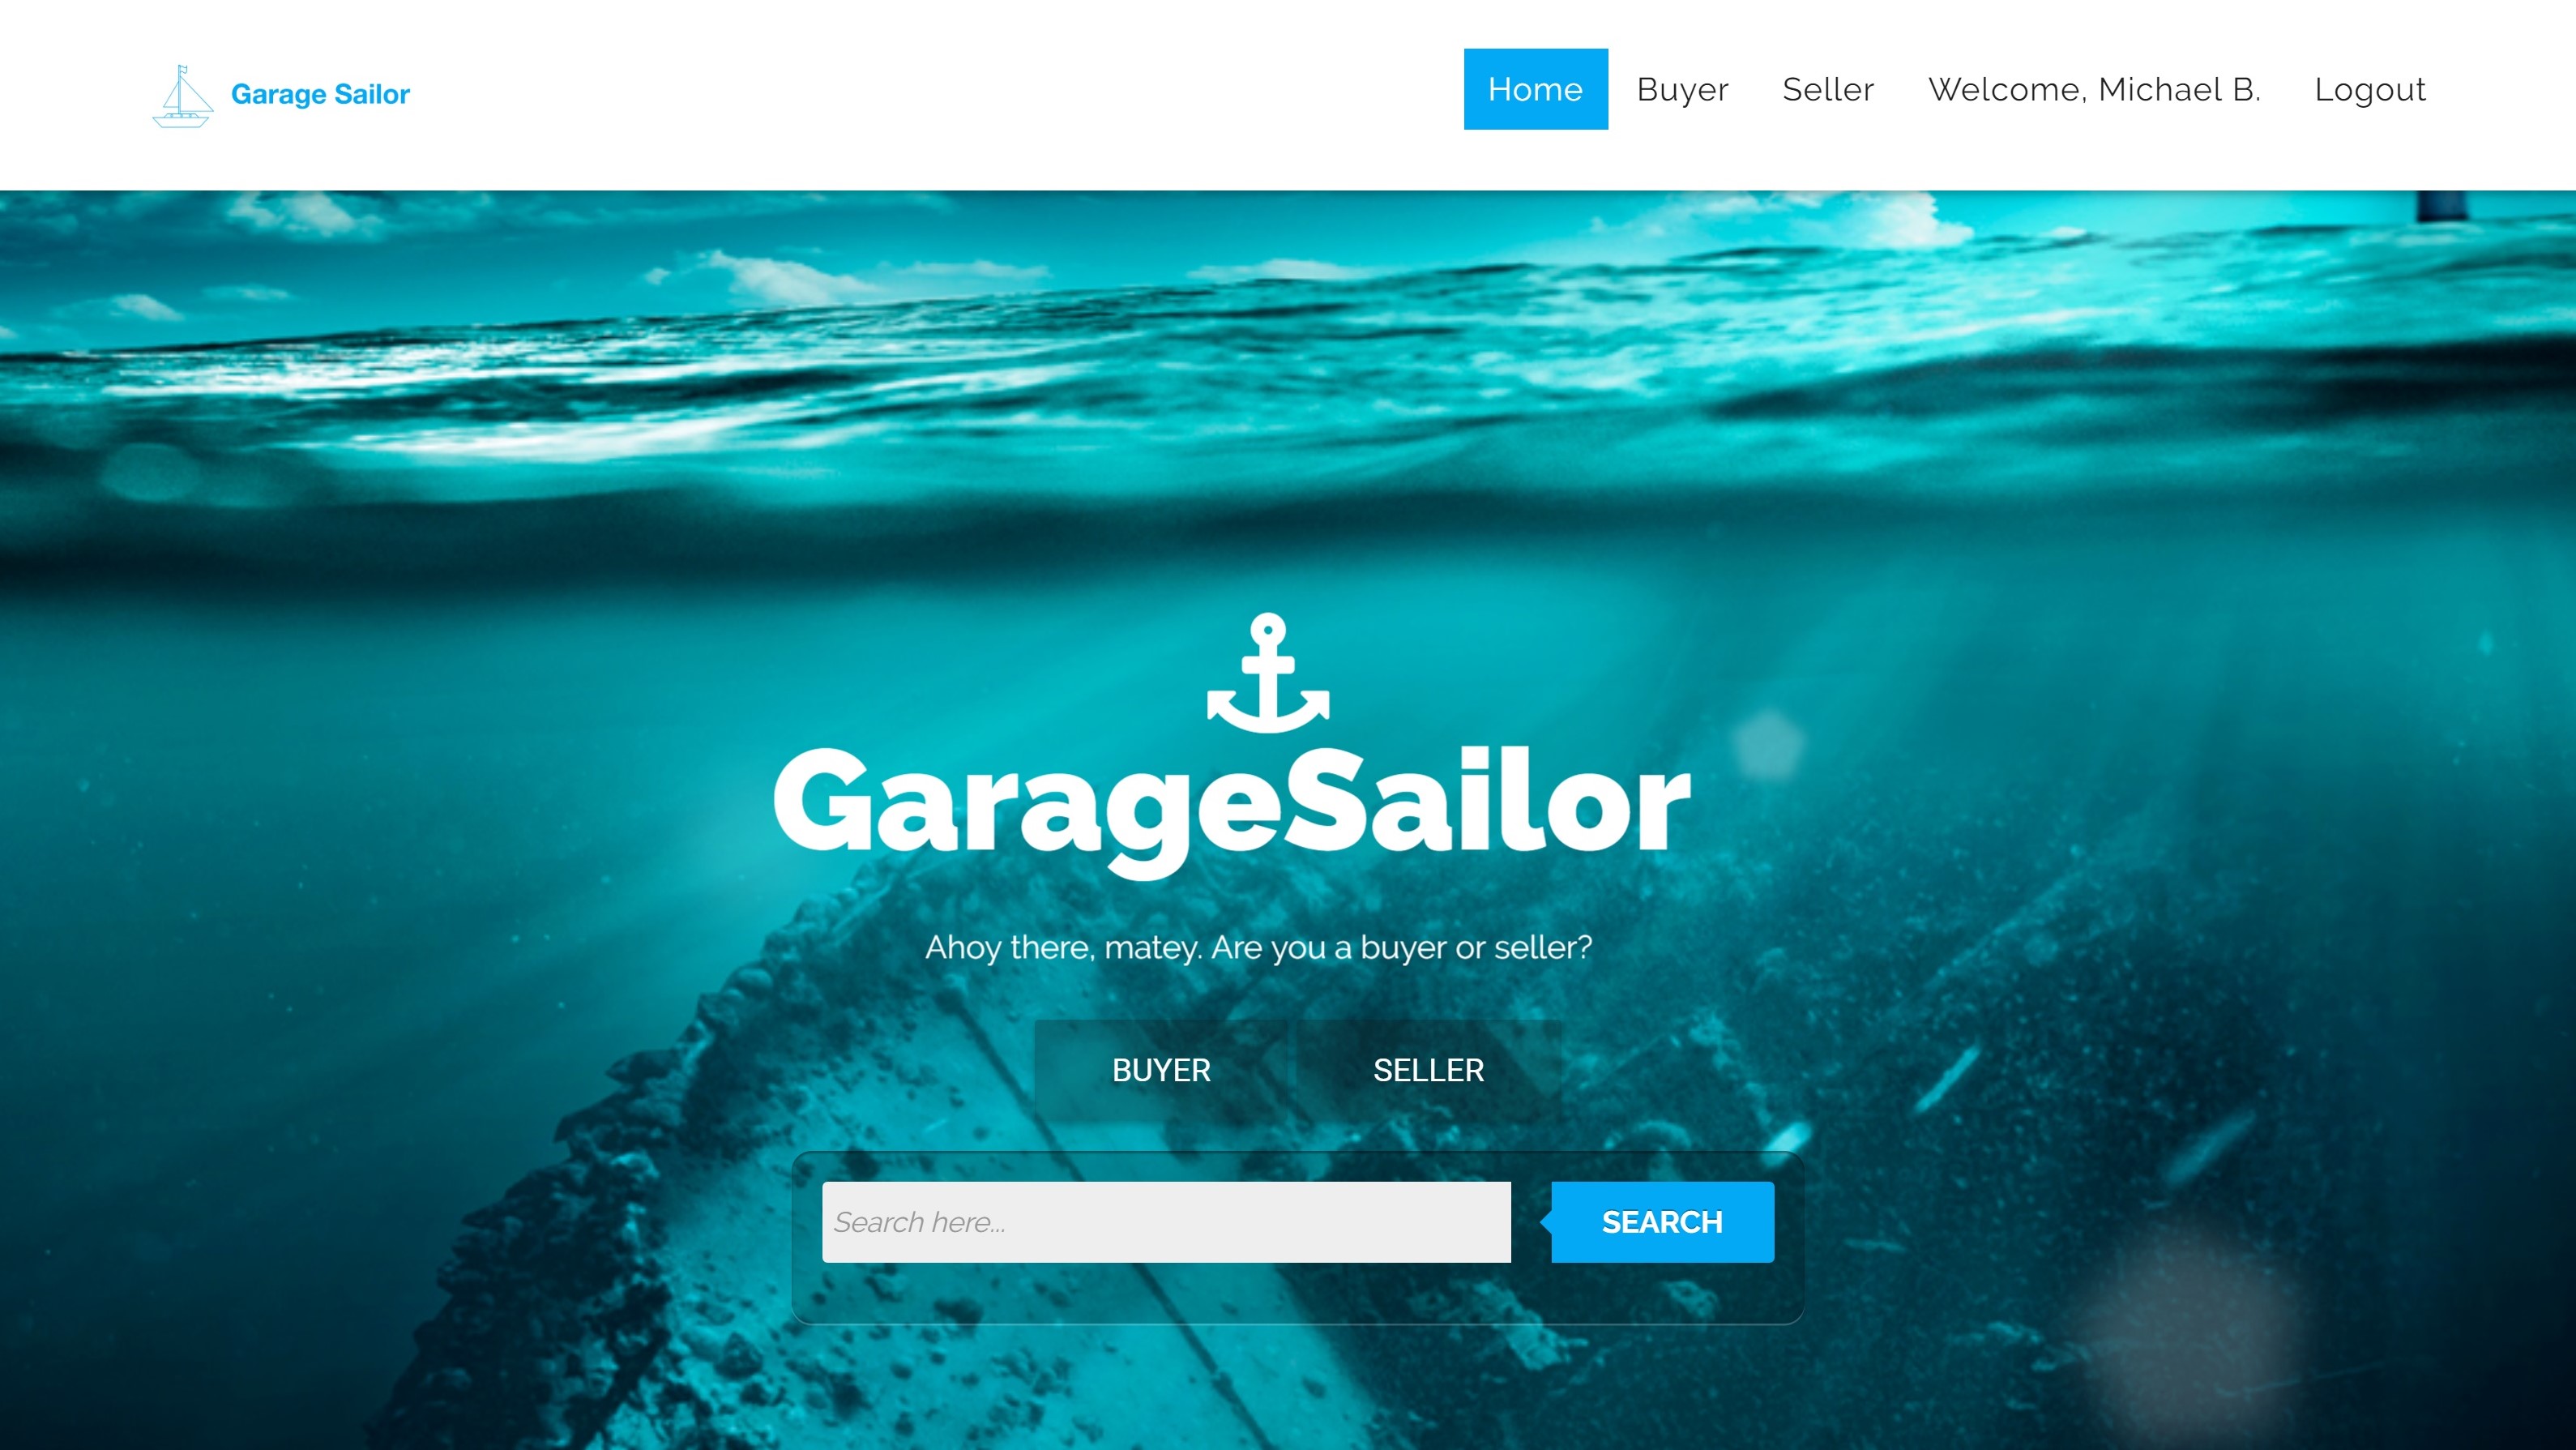 Garage Sailor
Home Buyer Seller Welcome, Michael B. Logout
GarageSailor
Ahoy there, matey. Are you a buyer or seller?
BUYER SELLER
Search here... SEARCH